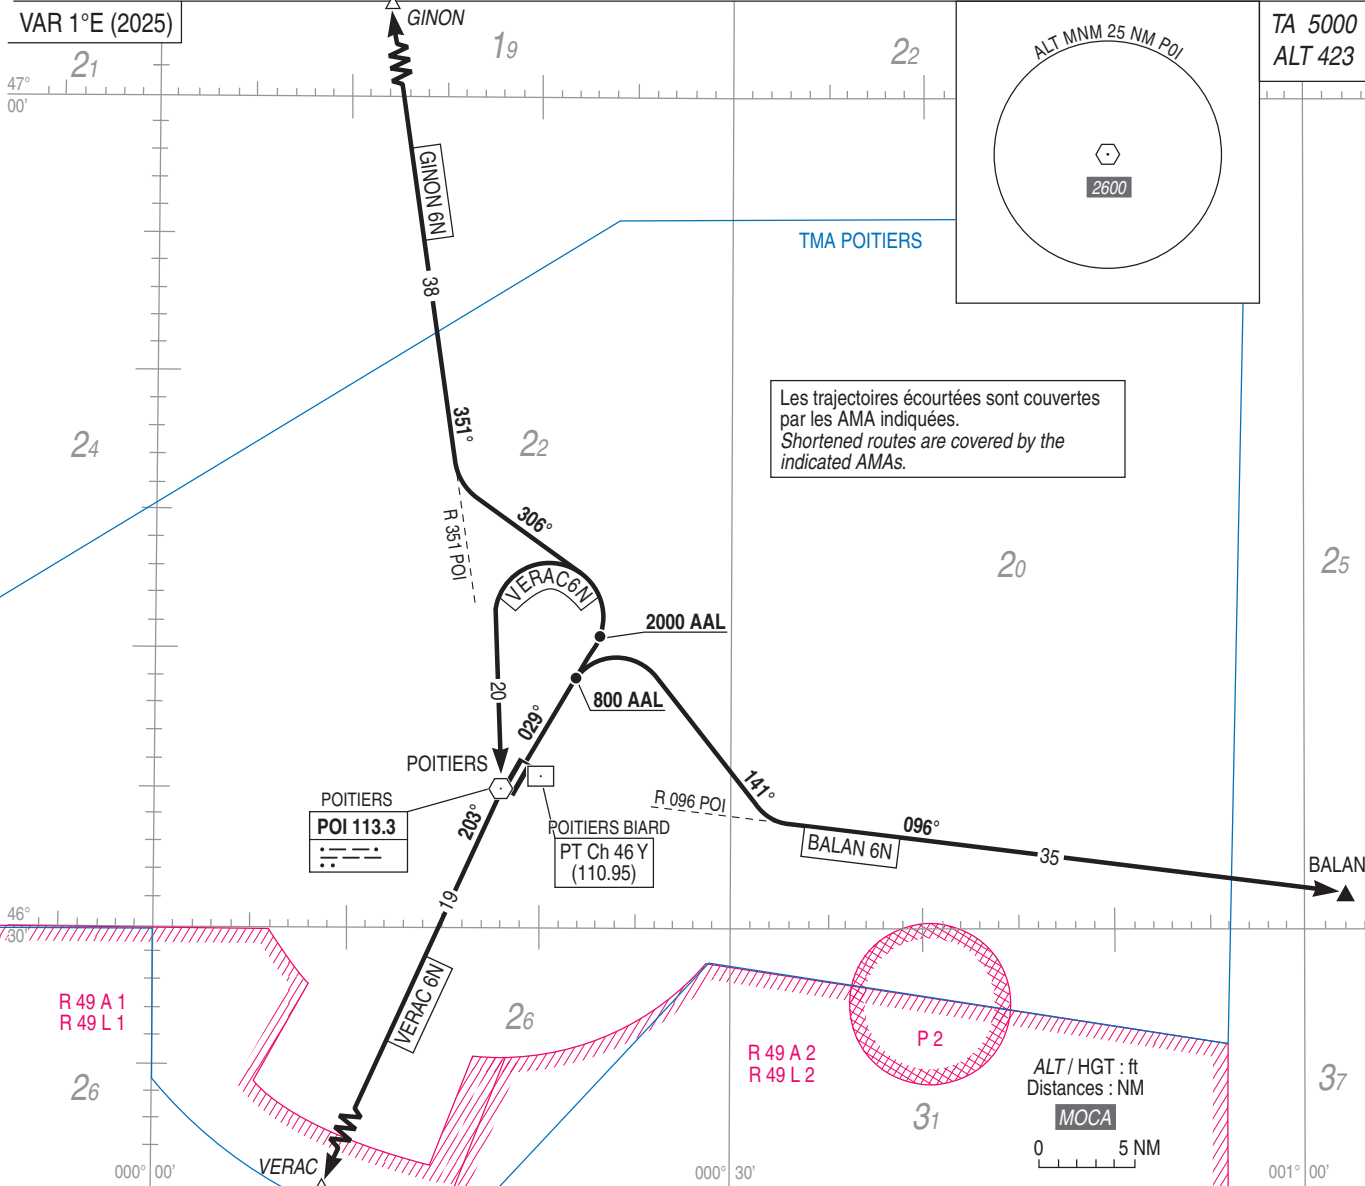 VAR 1°E (2025)
GINON
TA 5000
ALT 423
ALT MNM 25 NM POI
2600
21
19
22
47°
00'
GINON 6N
TMA POITIERS
38
Les trajectoires écourtées sont couvertes
par les AMA indiquées.
Shortened routes are covered by the
indicated AMAs.
351°
24
22
306°
R 351 POI
20
25
VERAC6N
2000 AAL
800 AAL
20
029°
POITIERS
141°
POITIERS
POI 113.3
203°
R 096 POI
POITIERS BIARD
PT Ch 46 Y
(110.95)
096°
BALAN 6N
35
BALAN
19
46°
30'
VERAC 6N
R 49 A 1
R 49 L 1
26
26
P 2
R 49 A 2
R 49 L 2
31
ALT / HGT : ft
Distances : NM
MOCA
0 5 NM
37
VERAC
000° 00'
000° 30'
001° 00'